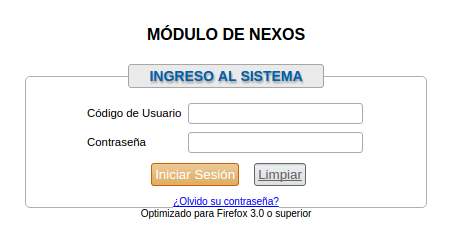 MÓDULO DE NEXOS
INGRESO AL SISTEMA
Código de Usuario
Contraseña
Iniciar Sesión Limpiar
¿Olvido su contraseña?
Optimizado para Firefox 3.0 o superior